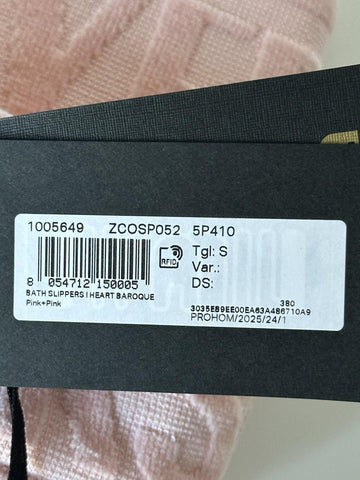 1005649 ZCOSP052 5P410
RFID
Tgl: S
Var.:
DS:
8 054712 150005
BATH SLIPPERS I HEART BAROQUE
Pink+Pink
380
3035EB9EE00EA63A4B6710A9
PROHOM/2025/24/1